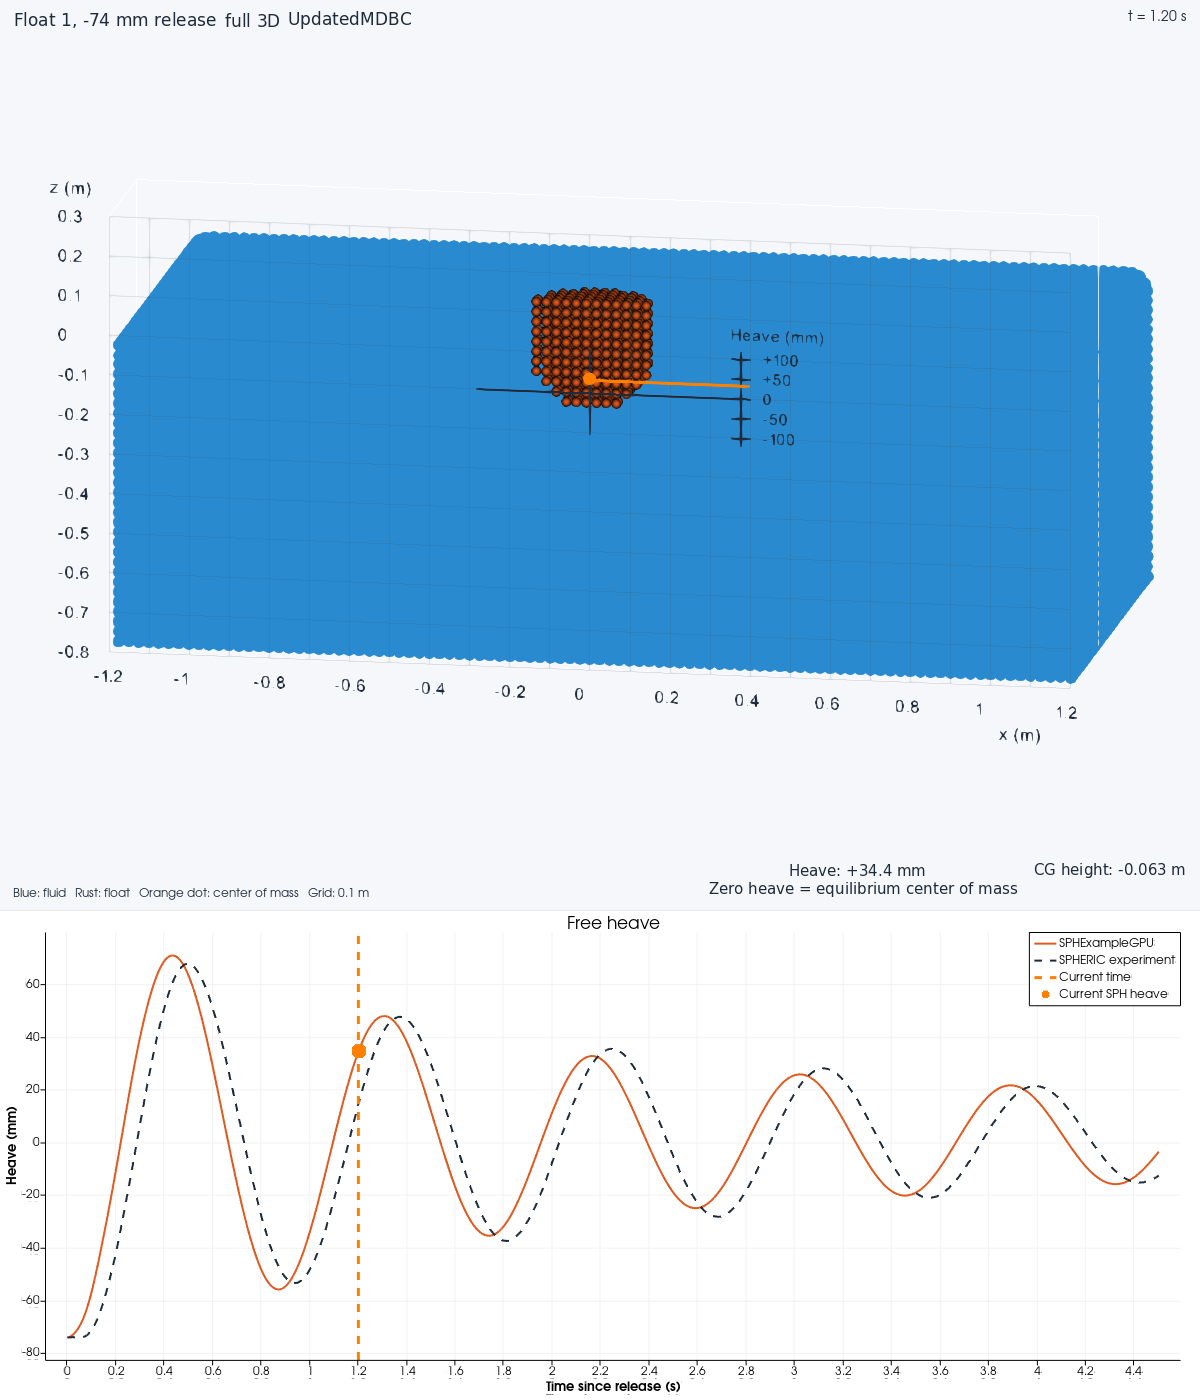 Float 1, -74 mm release full 3D UpdatedMDBC
t = 1.20 s
z (m)
0.3
0.2
0.1
0
-0.1
-0.2
-0.3
-0.4
-0.5
-0.6
-0.7
-0.8
-1.2 -1 -0.8 -0.6 -0.4 -0.2 0 0.2 0.4 0.6 0.8 1 1.2
x (m)
Heave (mm)
+100
+50
0
-50
-100
Heave: +34.4 mm
CG height: -0.063 m
Zero heave = equilibrium center of mass
Blue: fluid Rust: float Orange dot: center of mass Grid: 0.1 m
Free heave
SPHExampleGPU
SPHERIC experiment
Current time
Current SPH heave
Heave (mm)
60
40
20
0
-20
-40
-60
-80
0 0.2 0.4 0.6 0.8 1 1.2 1.4 1.6 1.8 2 2.2 2.4 2.6 2.8 3 3.2 3.4 3.6 3.8 4 4.2 4.4
Time since release (s)